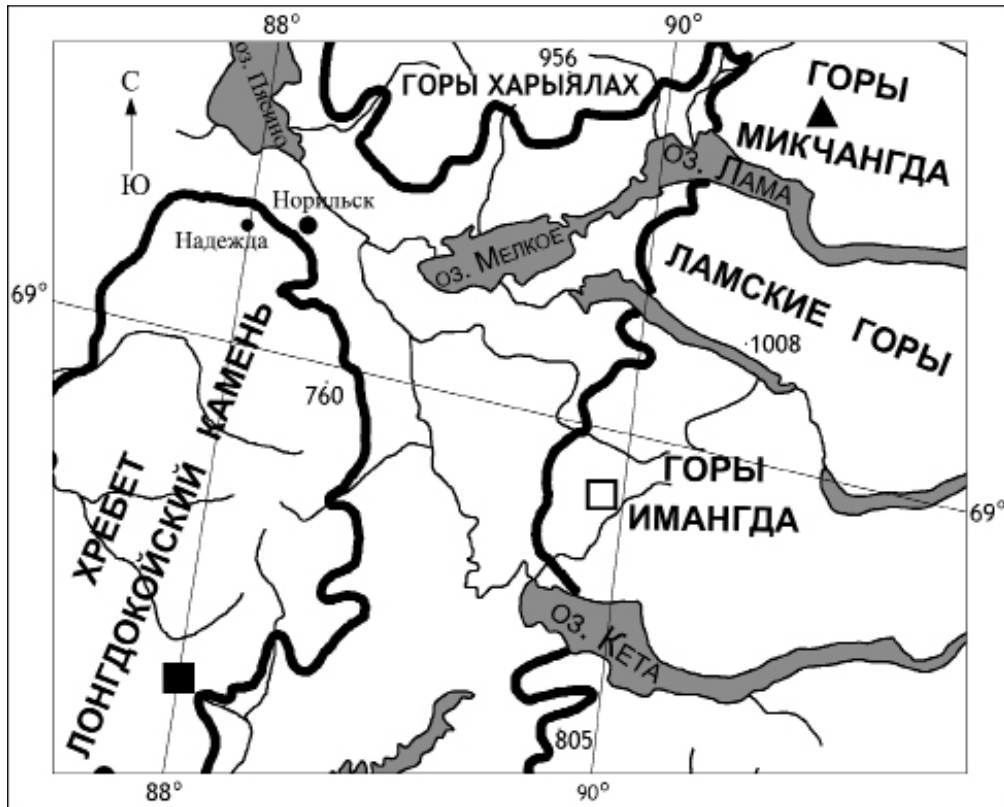 88°
90°
956
ГОРЫ ХАРЫЯЛАХ
ГОРЫ
МИКЧАНГДА
С
Ю
оз. Пясино
оз. Лама
Норильск
Надежда
оз. Мелкое
ЛАМСКИЕ ГОРЫ
69°
1008
760
ХРЕБЕТ
ЛОНГДОКОЙСКИЙ КАМЕНЬ
ГОРЫ
ИМАНГДА
69°
оз. Кета
805
88°
90°